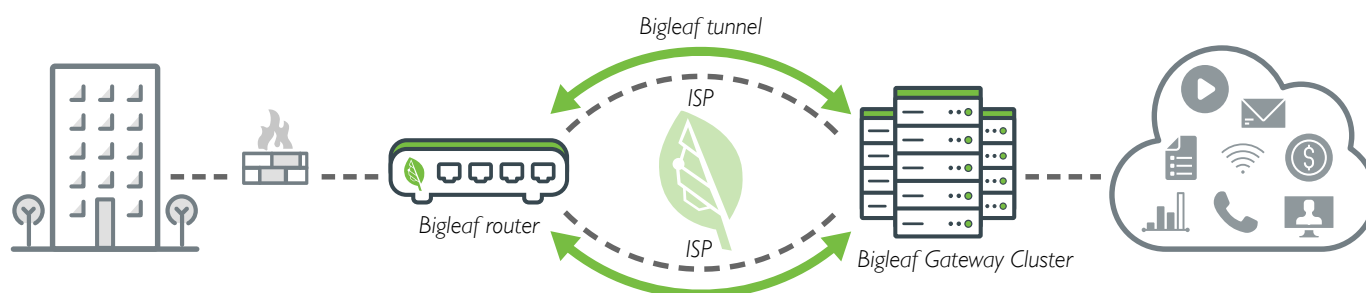 Bigleaf tunnel
ISP
Bigleaf router
ISP
Bigleaf Gateway Cluster
$